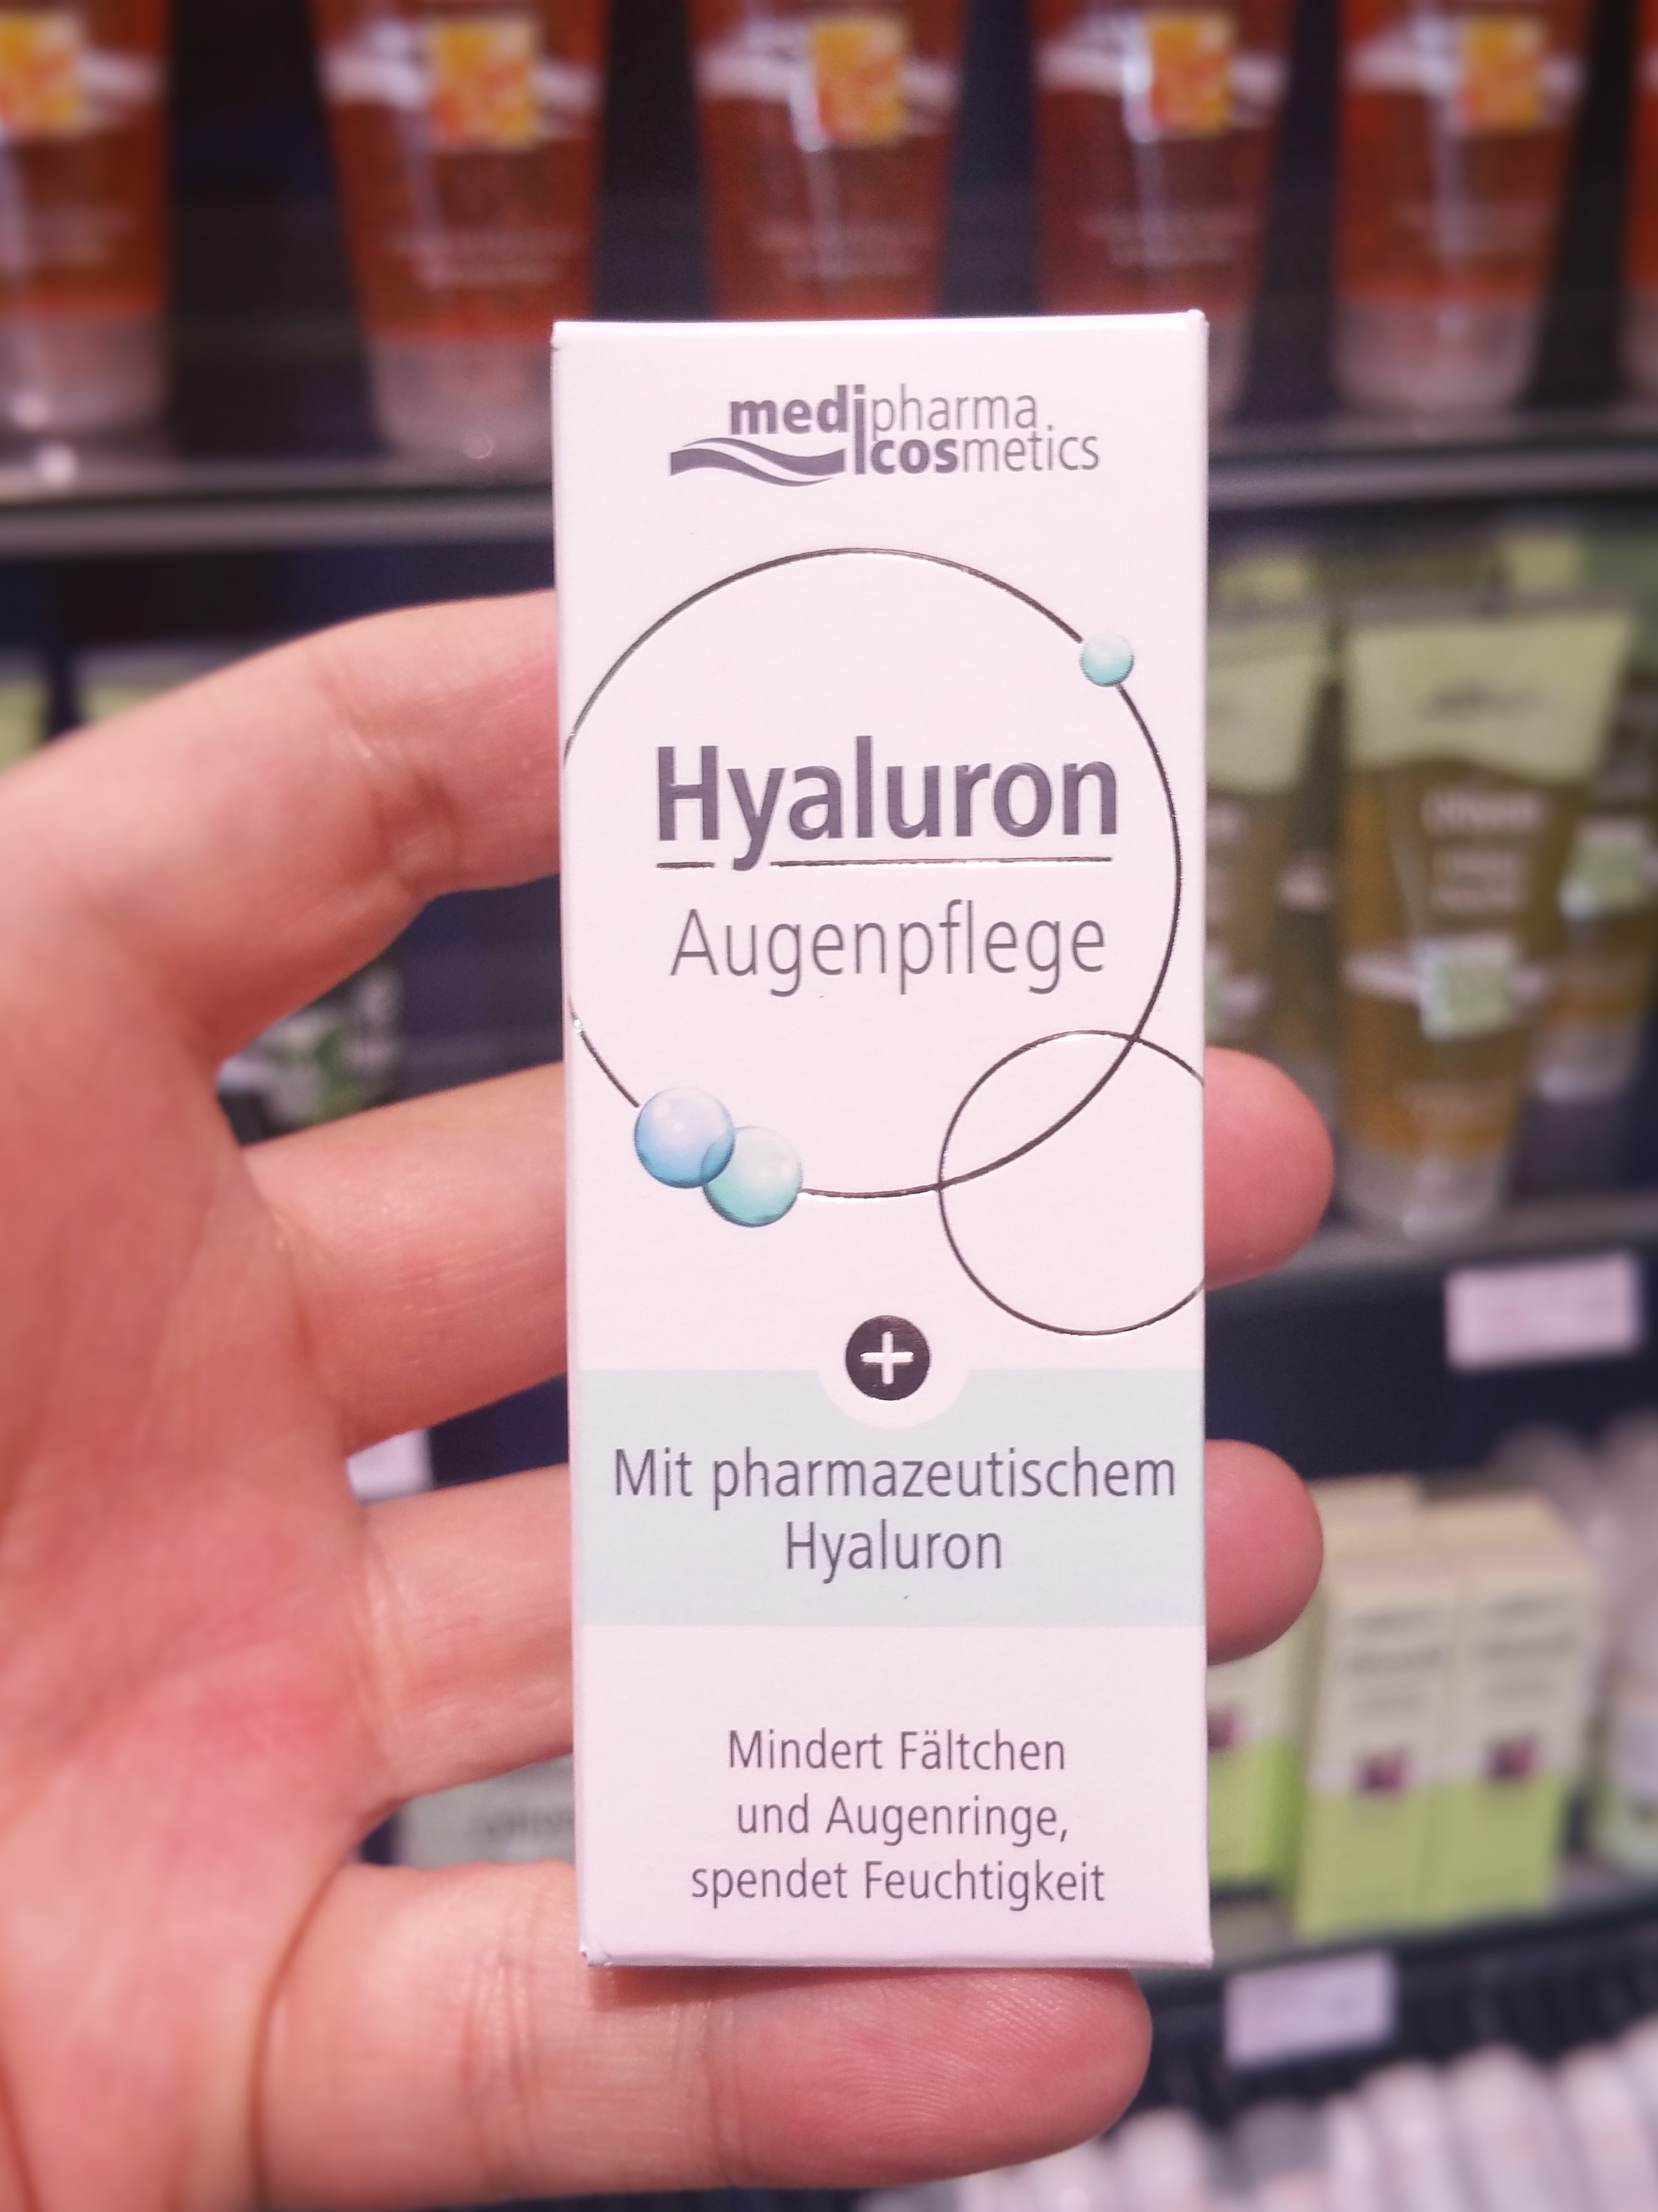 medipharma
cosmetics
Hyaluron
Augenpflege
Mit pharmazeutischem
Hyaluron
Mindert Fältchen
und Augenringe,
spendet Feuchtigkeit